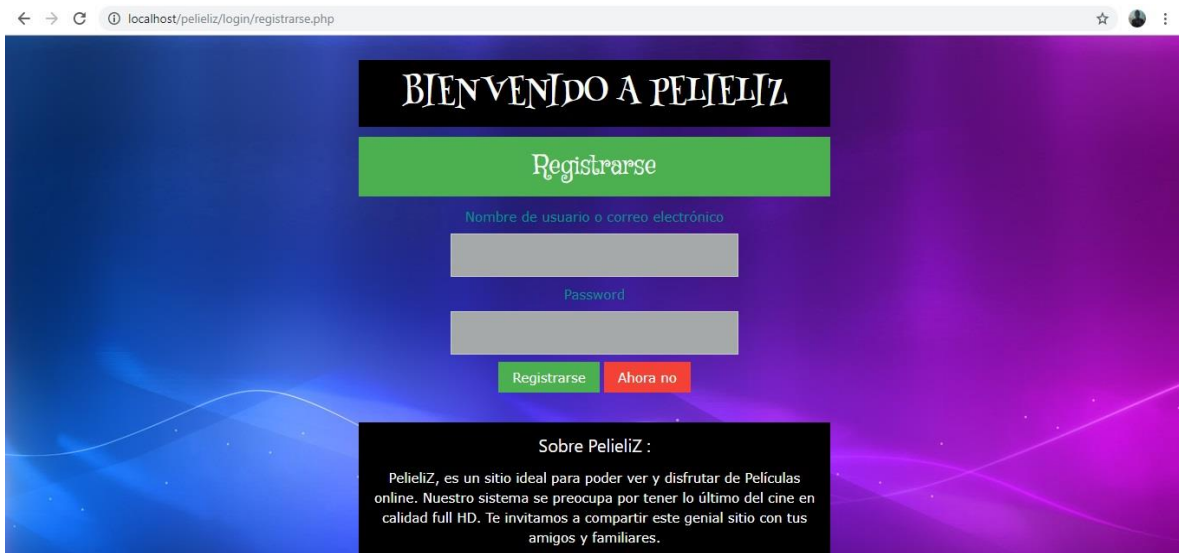 localhost/pelieliz/login/registrarse.php
BIENVENIDO A PELIELIZ
Registrarse
Nombre de usuario o correo electrónico
Password
Registrarse Ahora no
Sobre PelieliZ :
PelieliZ, es un sitio ideal para poder ver y disfrutar de Películas
online. Nuestro sistema se preocupa por tener lo último del cine en
calidad full HD. Te invitamos a compartir este genial sitio con tus
amigos y familiares.